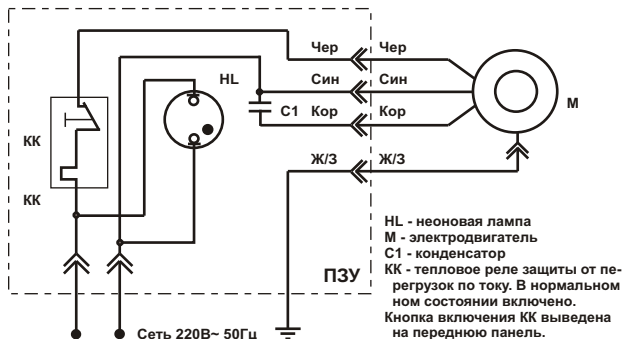 Чер Чер
HL Син Син
C1 Кор Кор
М
КК
Ж/З Ж/З
КК
ПЗУ
Сеть 220В~ 50Гц
HL - неоновая лампа
М - электродвигатель
С1 - конденсатор
КК - тепловое реле защиты от пе-
регрузок по току. В нормальном
ном состоянии включено.
Кнопка включения КК выведена
на переднюю панель.